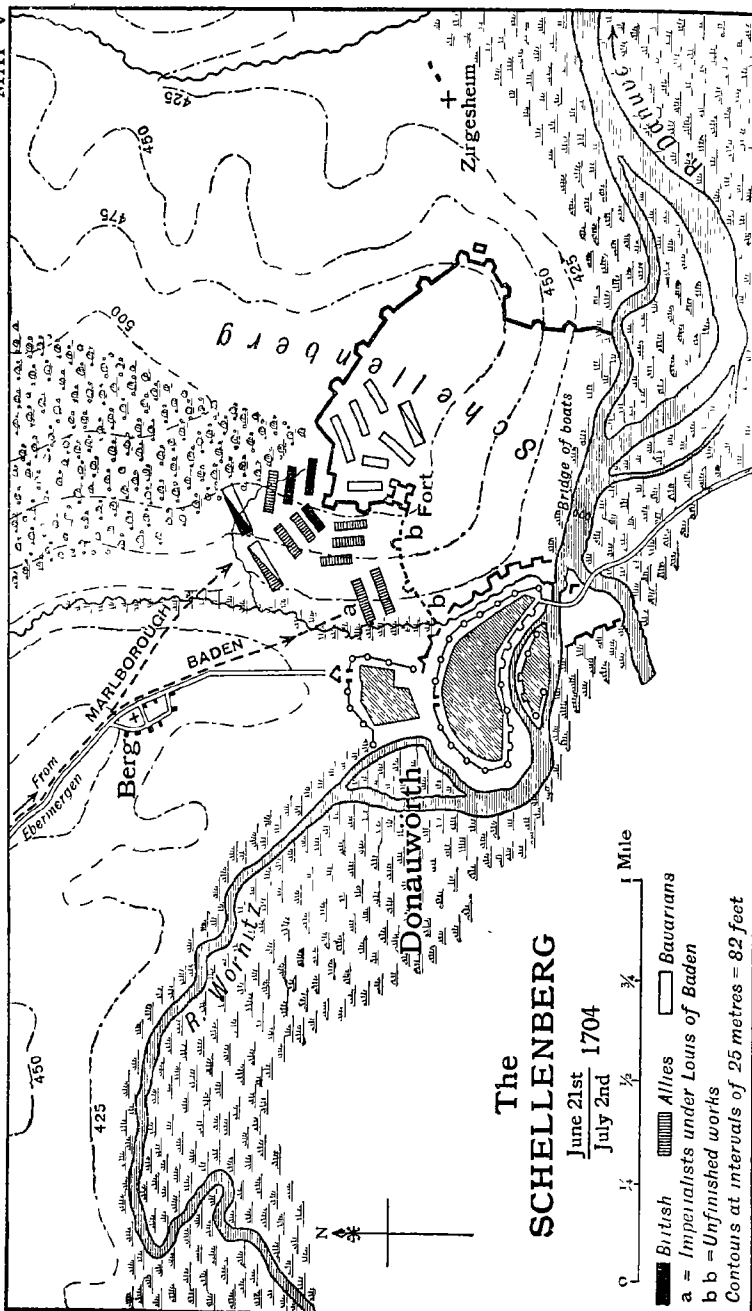 MAP V
From
Ebermergen
MARLBOROUGH
BADEN
Berg
R. Wornitz
Donauworth
Schellenberg
Fort
a
b
b
Zirgesheim
Bridge of boats
R. Danube
450
425
425
450
475
500
450
425
N
The
SCHELLENBERG
June 21st
July 2nd
1704
0 ¼ ½ ¾ 1 Mile
British Allies Bavarians
a = Imperialists under Louis of Baden
b b = Unfinished works
Contours at intervals of 25 metres = 82 feet